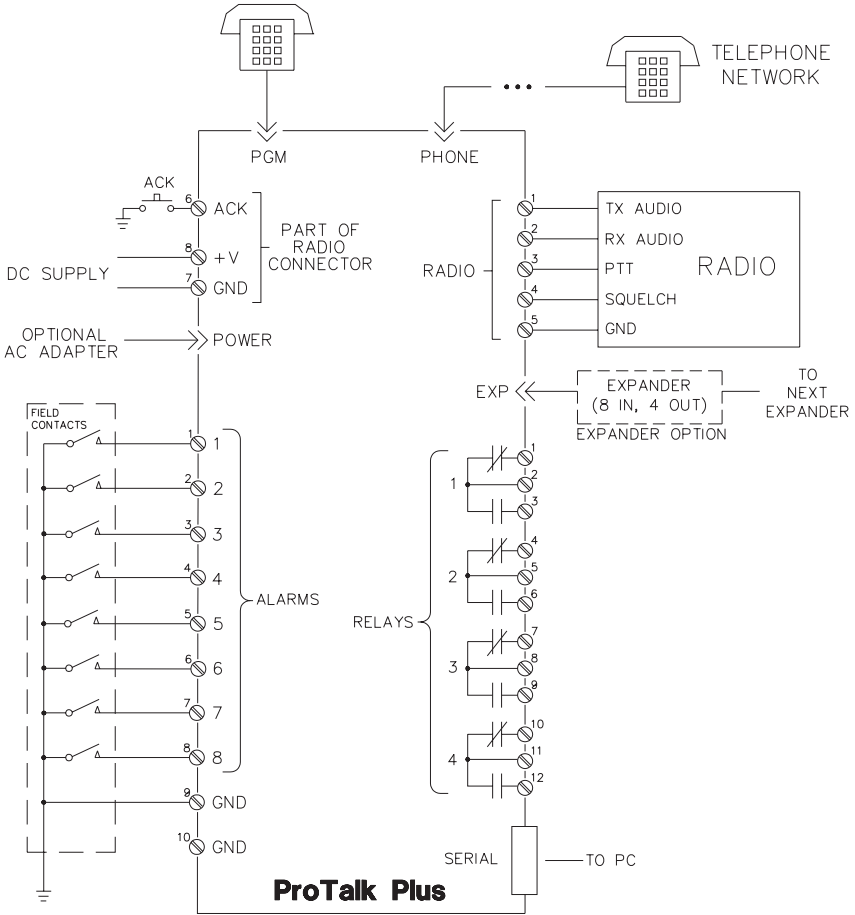 TELEPHONE
NETWORK
PGM
PHONE
ACK
6
ACK
8
+V
7
GND
DC SUPPLY
PART OF
RADIO
CONNECTOR
OPTIONAL
AC ADAPTER
POWER
RADIO
1
TX AUDIO
2
RX AUDIO
3
PTT
4
SQUELCH
5
GND
RADIO
EXP
EXPANDER
(8 IN, 4 OUT)
EXPANDER OPTION
TO
NEXT
EXPANDER
FIELD
CONTACTS
1 1
2 2
3 3
4 4
5 5
6 6
7 7
8 8
9 GND
10 GND
ALARMS
RELAYS
1
1
2
3
2
4
5
6
3
7
8
9
4
10
11
12
SERIAL
TO PC
ProTalk Plus